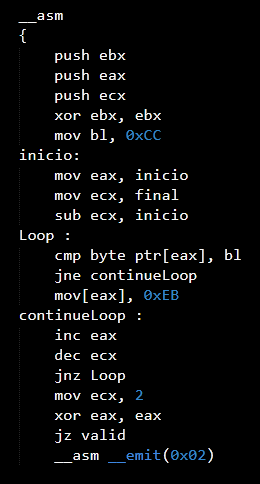 __asm
{
push ebx
push eax
push ecx
xor ebx, ebx
mov bl, 0xCC
inicio:
mov eax, inicio
mov ecx, final
sub ecx, inicio
Loop :
cmp byte ptr[eax], bl
jne continueLoop
mov[eax], 0xEB
continueLoop :
inc eax
dec ecx
jnz Loop
mov ecx, 2
xor eax, eax
jz valid
__asm __emit(0x02)